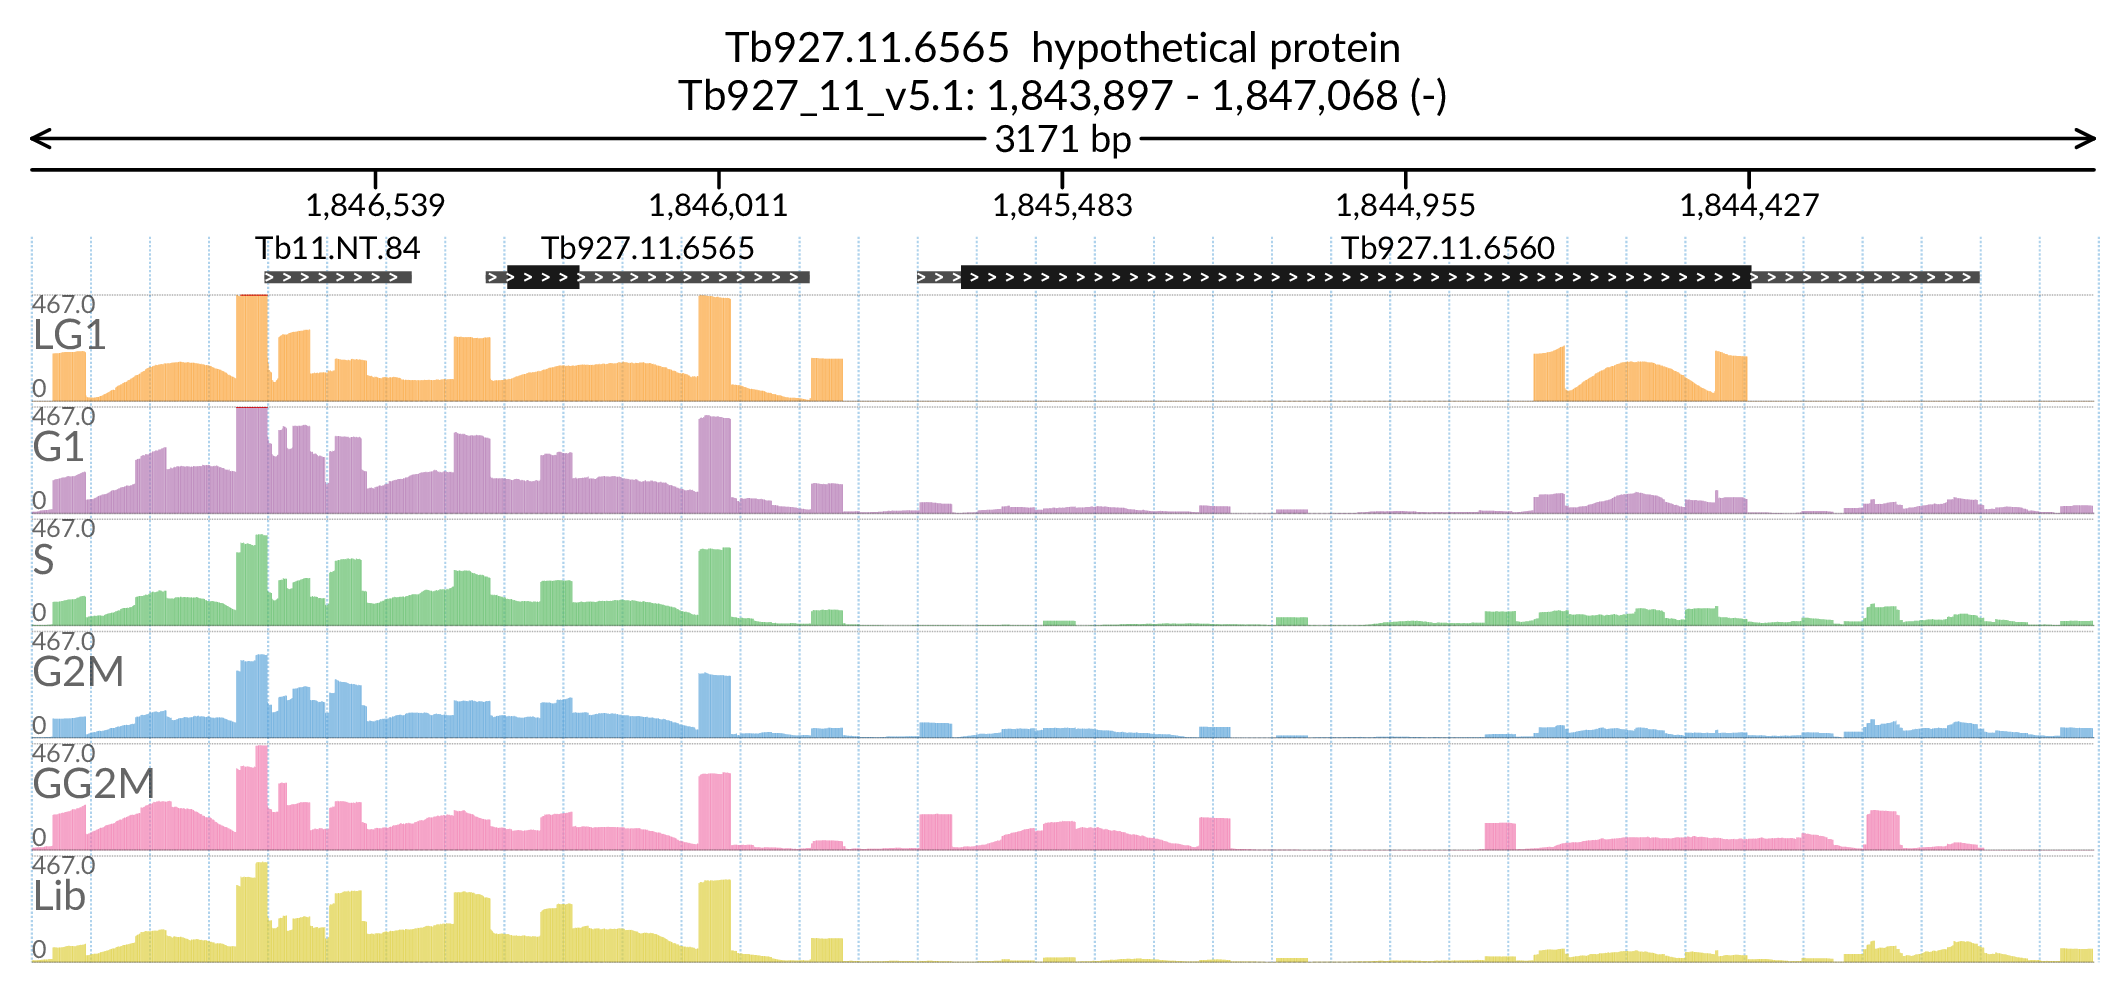 Tb927.11.6565 hypothetical protein
Tb927_11_v5.1: 1,843,897 - 1,847,068 (-)
3171 bp
1,846,539 1,846,011 1,845,483 1,844,955 1,844,427
Tb11.NT.84 Tb927.11.6565 Tb927.11.6560
467.0
LG1
0
467.0
G1
0
467.0
S
0
467.0
G2M
0
467.0
GG2M
0
467.0
Lib
0